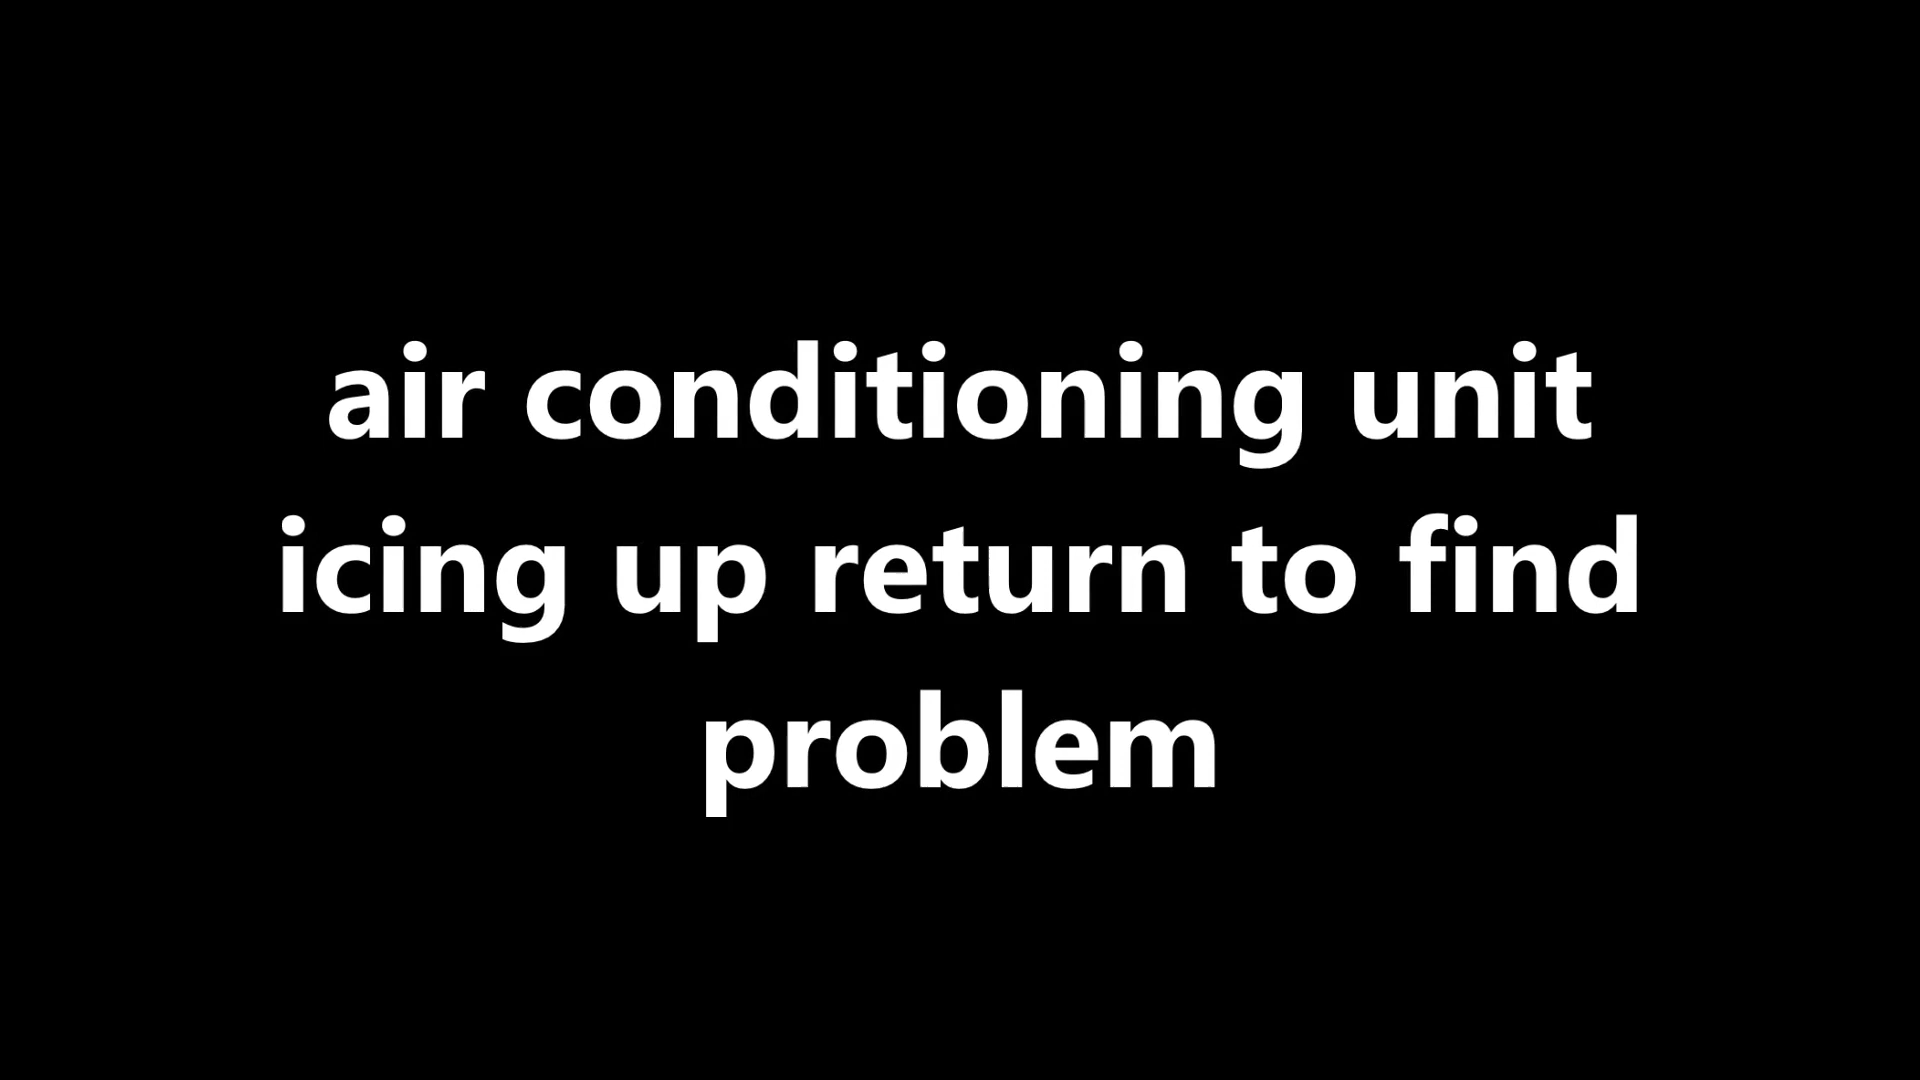 air conditioning unit
icing up return to find
problem